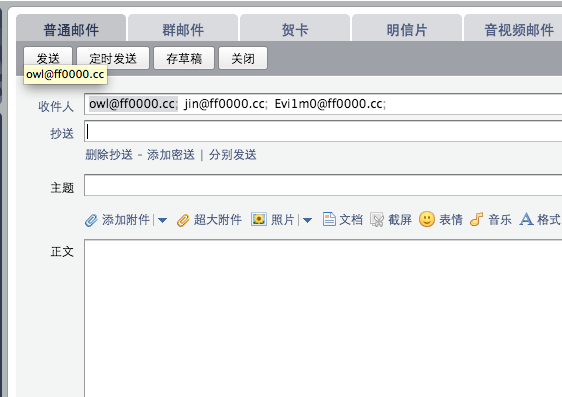 普通邮件 群邮件 贺卡 明信片 音视频邮件
发送 定时发送 存草稿 关闭
owl@ff0000.cc
收件人 owl@ff0000.cc; jin@ff0000.cc; Evi1m0@ff0000.cc;
抄送
删除抄送 - 添加密送 | 分别发送
主题
添加附件 | 超大附件 照片 | 文档 截屏 表情 音乐 格式
正文